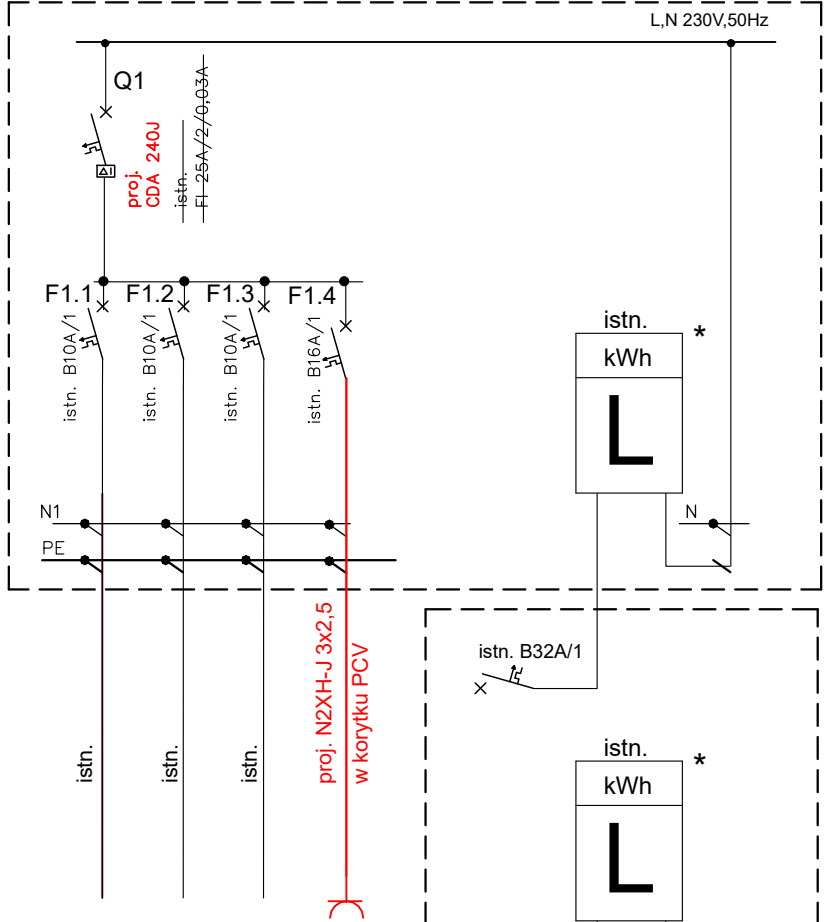 L,N 230V,50Hz
Q1
proj.
CDA 240J
istn.
FI 25A/2/0,03A
F1.1
F1.2
F1.3
F1.4
istn. B10A/1
istn. B10A/1
istn. B10A/1
istn. B16A/1
istn.
*
kWh
L
N1
PE
N
istn. B32A/1
proj. N2XH-J 3x2,5
w korytku PCV
istn.
istn.
istn.
istn.
*
kWh
L